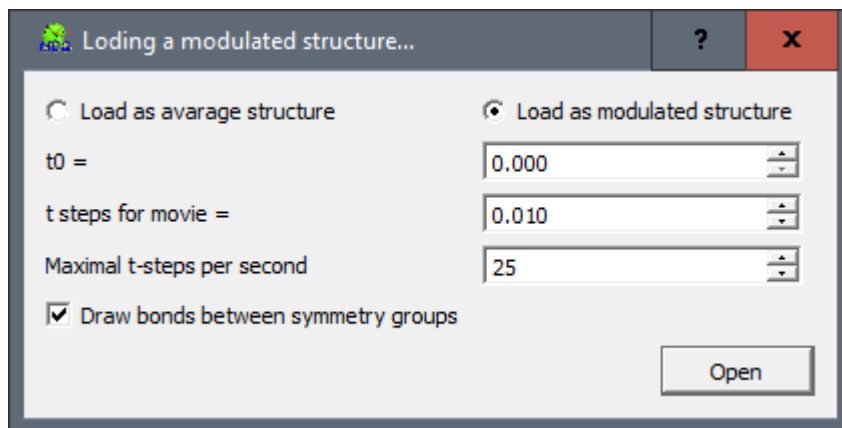 Loding a modulated structure...
?
x
Load as avarage structure
Load as modulated structure
t0 =
0.000
t steps for movie =
0.010
Maximal t-steps per second
25
Draw bonds between symmetry groups
Open